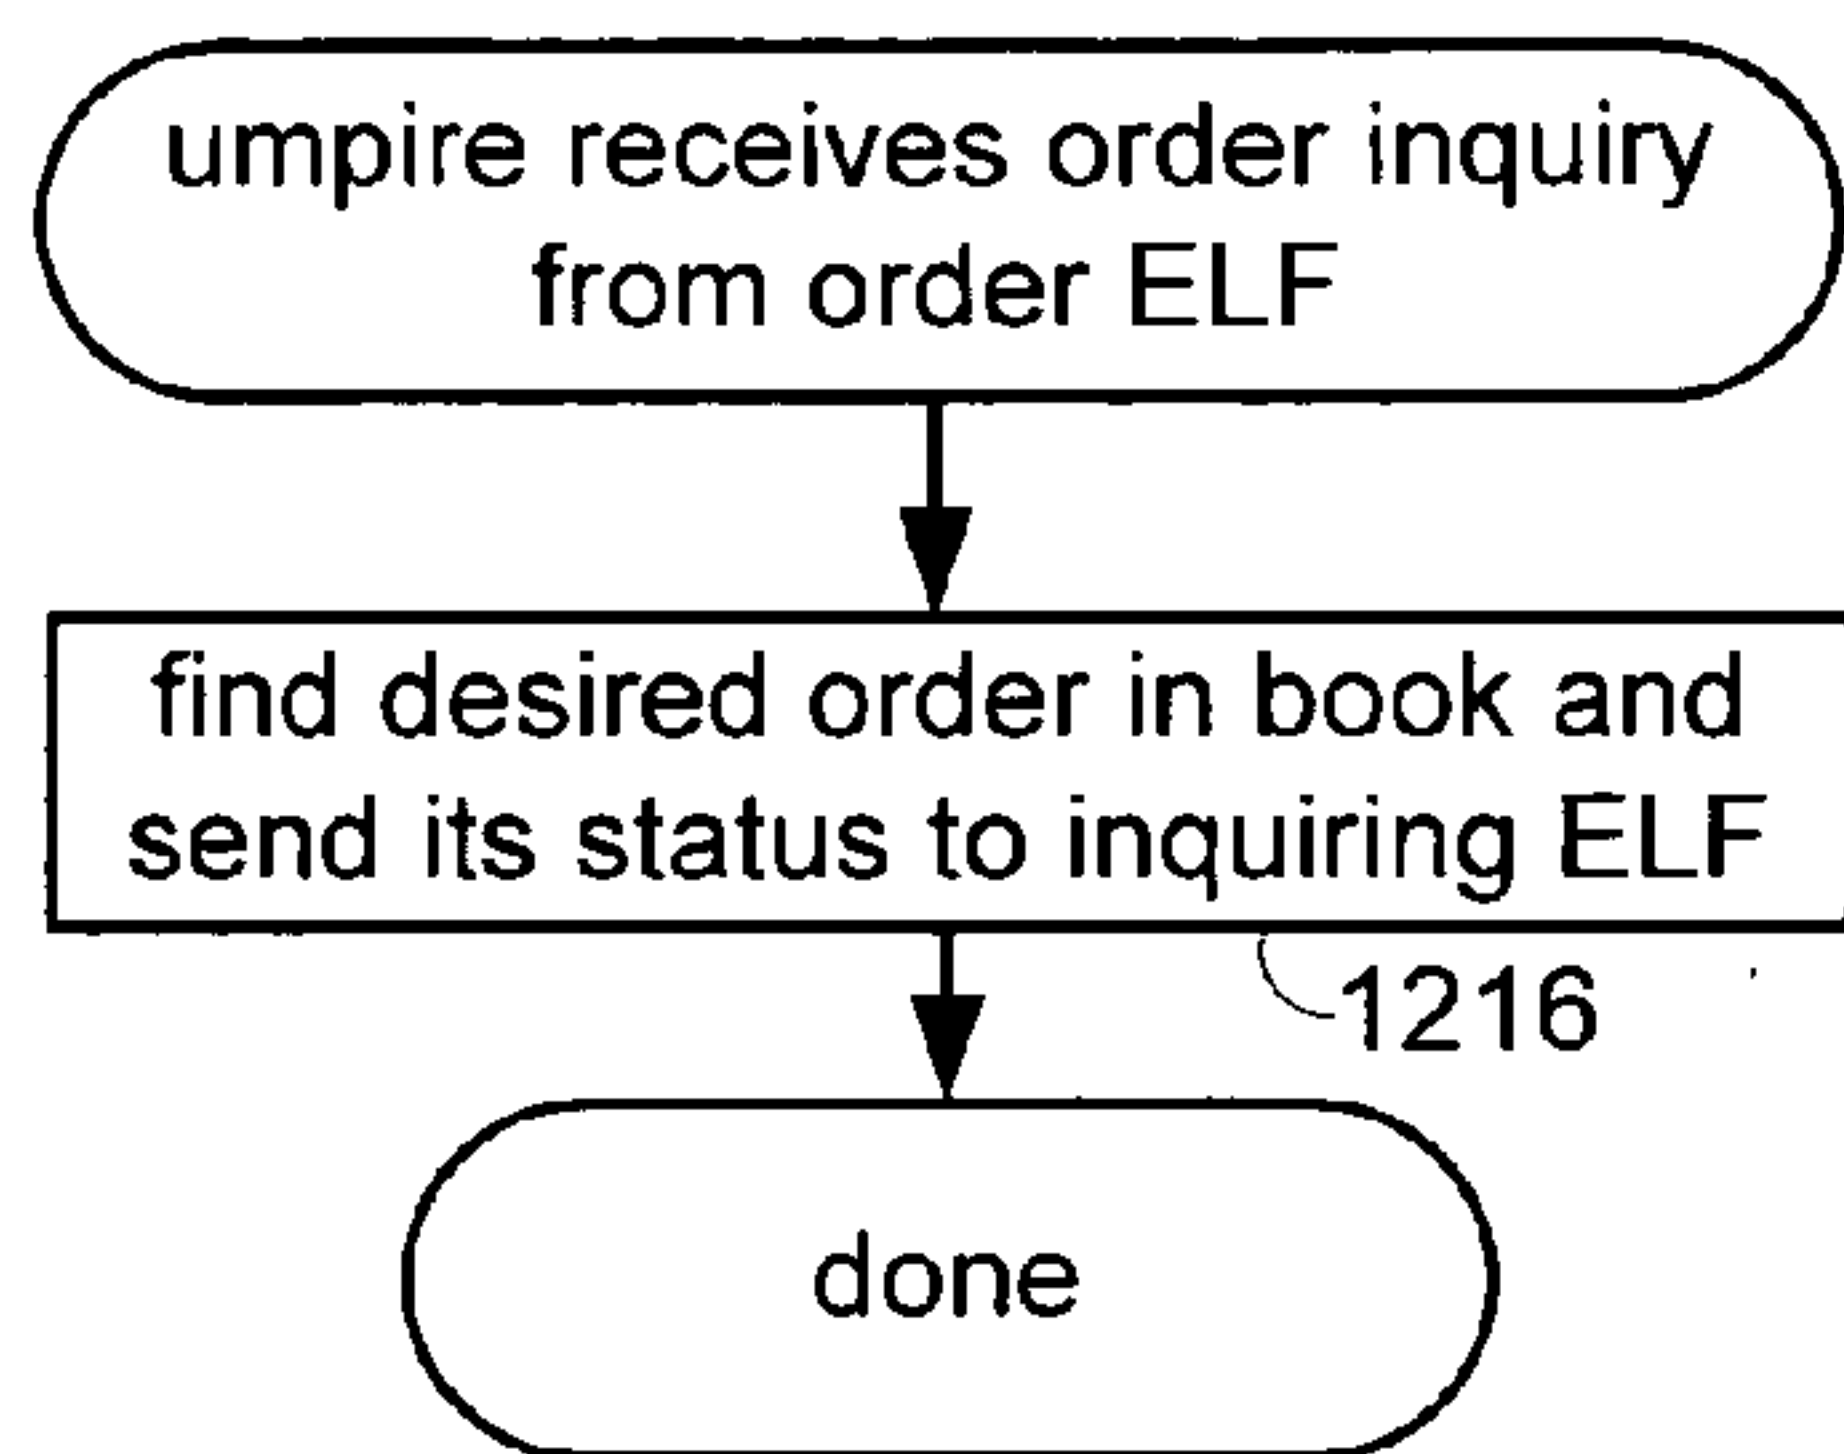 umpire receives order inquiry
from order ELF
find desired order in book and
send its status to inquiring ELF
1216
done